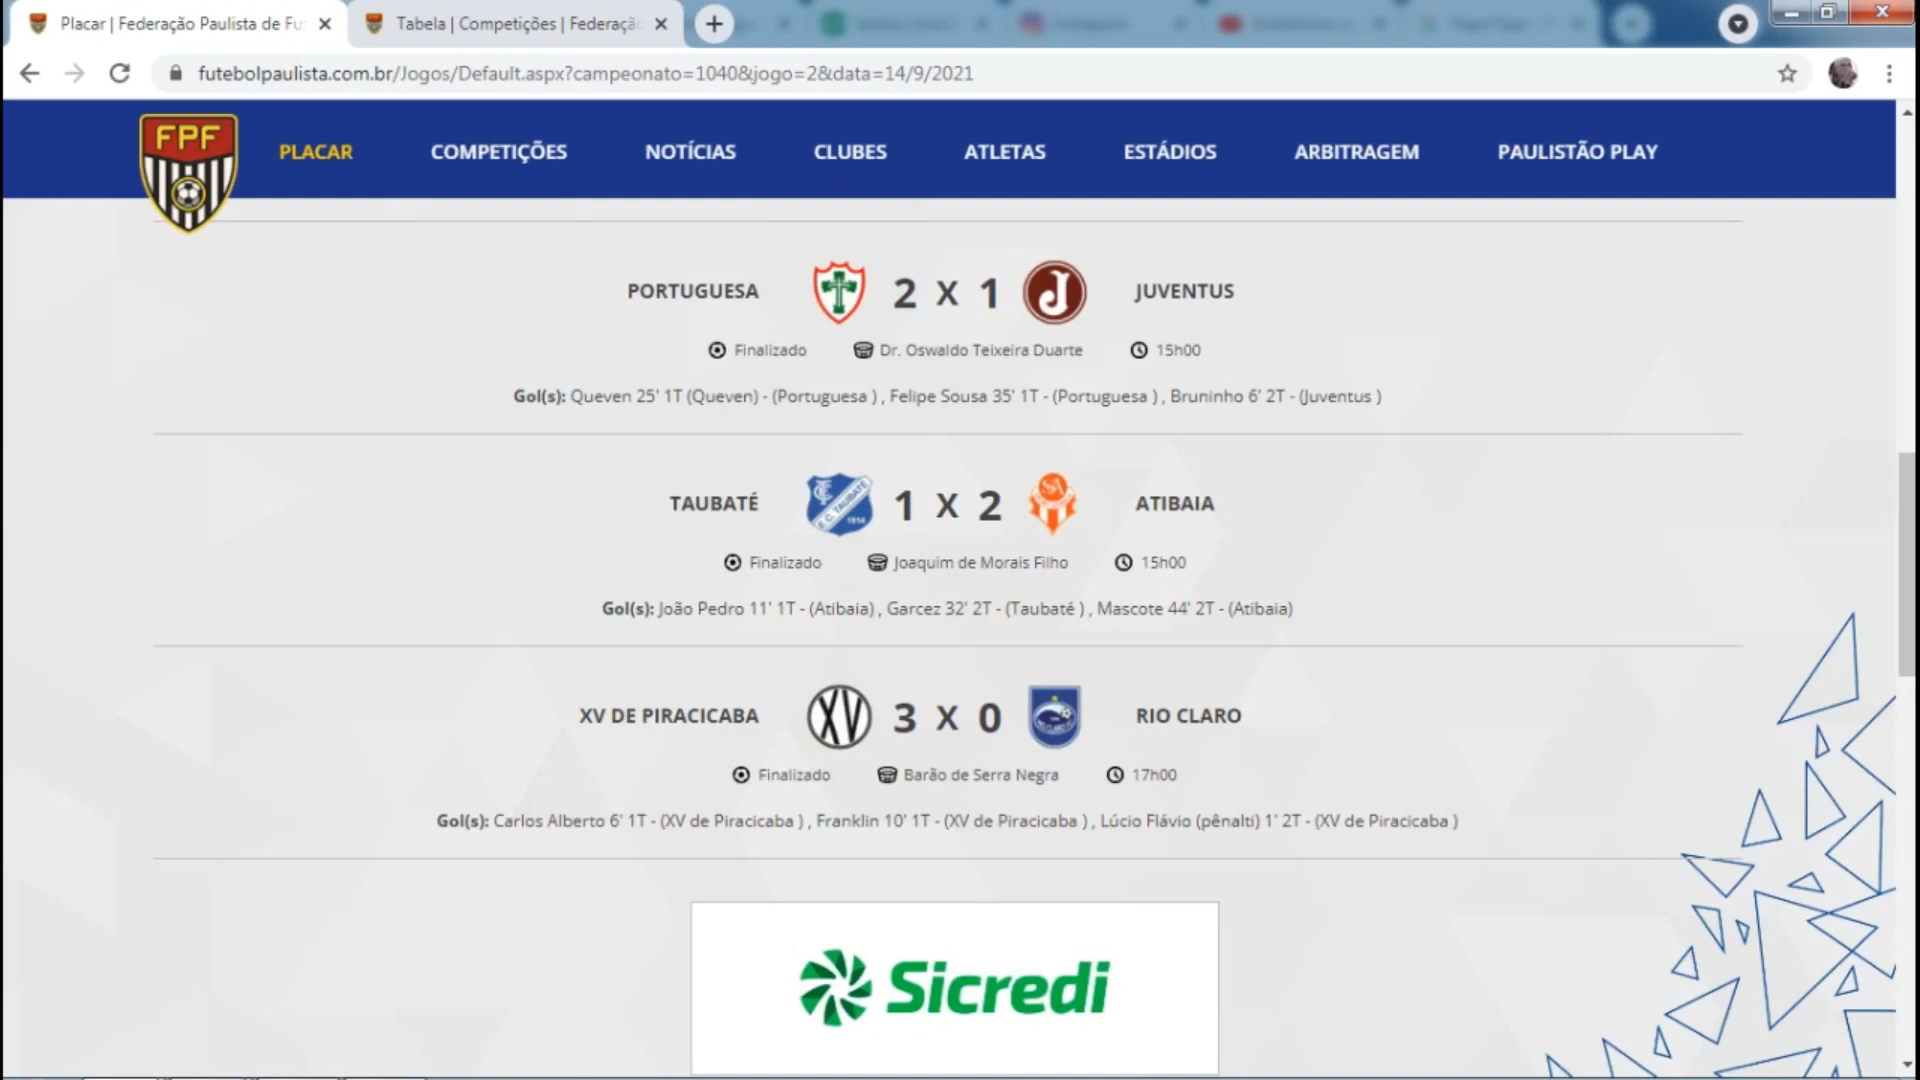 Placar | Federação Paulista de Fu
Tabela | Competições | Federaçã
futebolpaulista.com.br/Jogos/Default.aspx?campeonato=1040&jogo=2&data=14/9/2021
FPF
PLACAR COMPETIÇÕES NOTÍCIAS CLUBES ATLETAS ESTÁDIOS ARBITRAGEM PAULISTÃO PLAY
PORTUGUESA 2 X 1 J JUVENTUS
Finalizado Dr. Oswaldo Teixeira Duarte 15h00
Gol(s): Queven 25' 1T (Queven) - (Portuguesa ) , Felipe Sousa 35' 1T - (Portuguesa ) , Bruninho 6' 2T - (Juventus )
TAUBATÉ E.C. TAUBATÉ 1914 1 X 2 SA ATIBAIA
Finalizado Joaquim de Morais Filho 15h00
Gol(s): João Pedro 11' 1T - (Atibaia) , Garcez 32' 2T - (Taubaté ) , Mascote 44' 2T - (Atibaia)
XV DE PIRACICABA XV 3 X 0 RIO CLARO
Finalizado Barão de Serra Negra 17h00
Gol(s): Carlos Alberto 6' 1T - (XV de Piracicaba ) , Franklin 10' 1T - (XV de Piracicaba ) , Lúcio Flávio (pênalti) 1' 2T - (XV de Piracicaba )
Sicredi